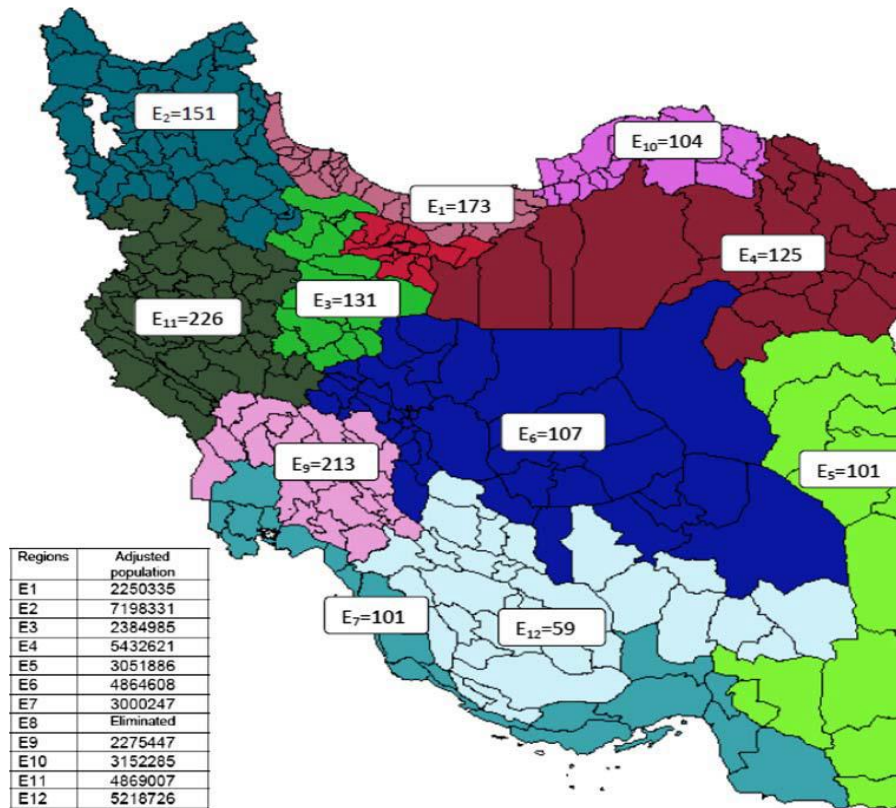 E₂=151
E₁₀=104
E₁=173
E₄=125
E₃=131
E₁₁=226
E₆=107
E₉=213
E₅=101
E₇=101
E₁₂=59
Regions Adjusted population
E1 2250335
E2 7198331
E3 2384985
E4 5432621
E5 3051886
E6 4864608
E7 3000247
E8 Eliminated
E9 2275447
E10 3152285
E11 4869007
E12 5218726